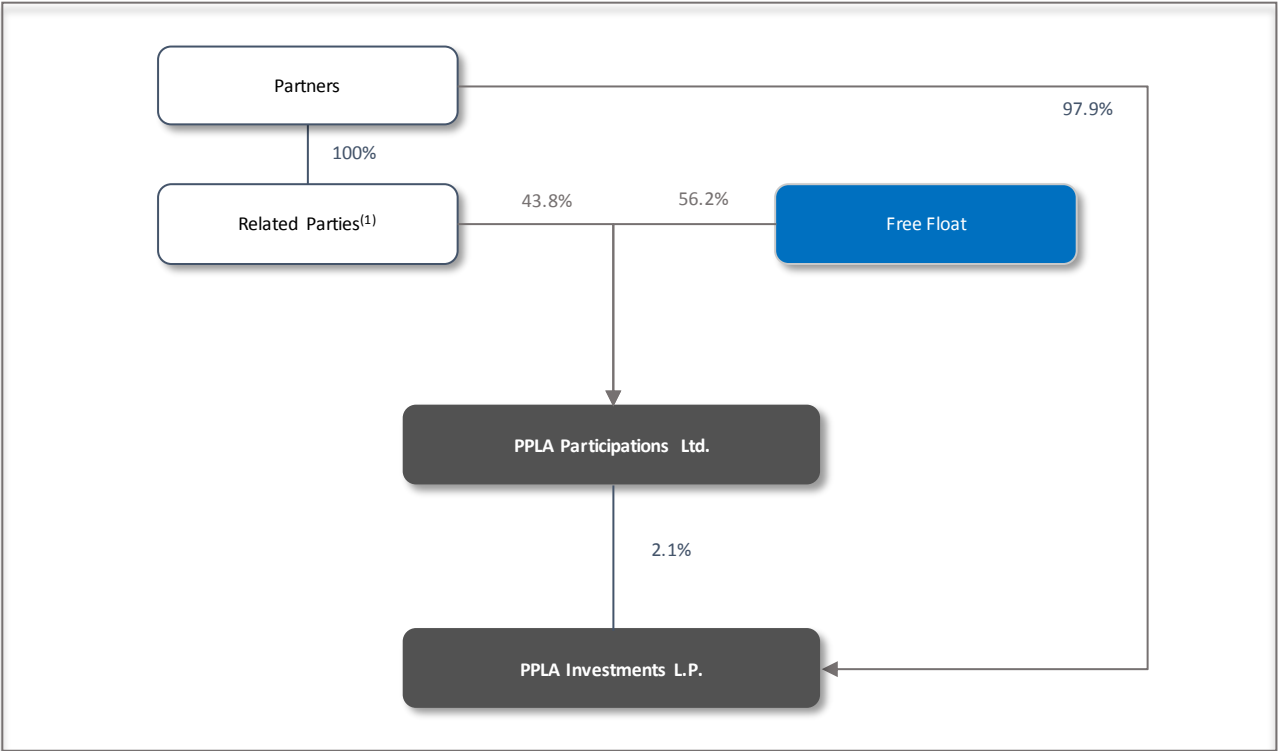 Partners
97.9%
100%
Related Parties(1)
43.8%
56.2%
Free Float
PPLA Participations Ltd.
2.1%
PPLA Investments L.P.